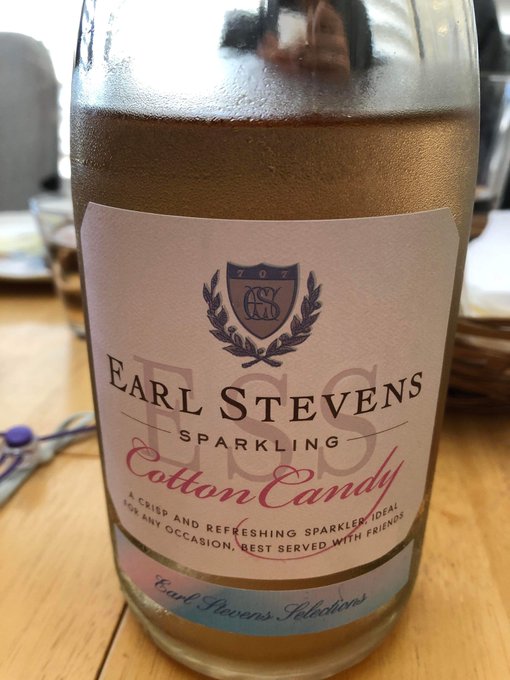 707
ESS
EARL STEVENS
ESS
SPARKLING
Cotton Candy
A CRISP AND REFRESHING SPARKLER, IDEAL
FOR ANY OCCASION, BEST SERVED WITH FRIENDS
Earl Stevens Selections